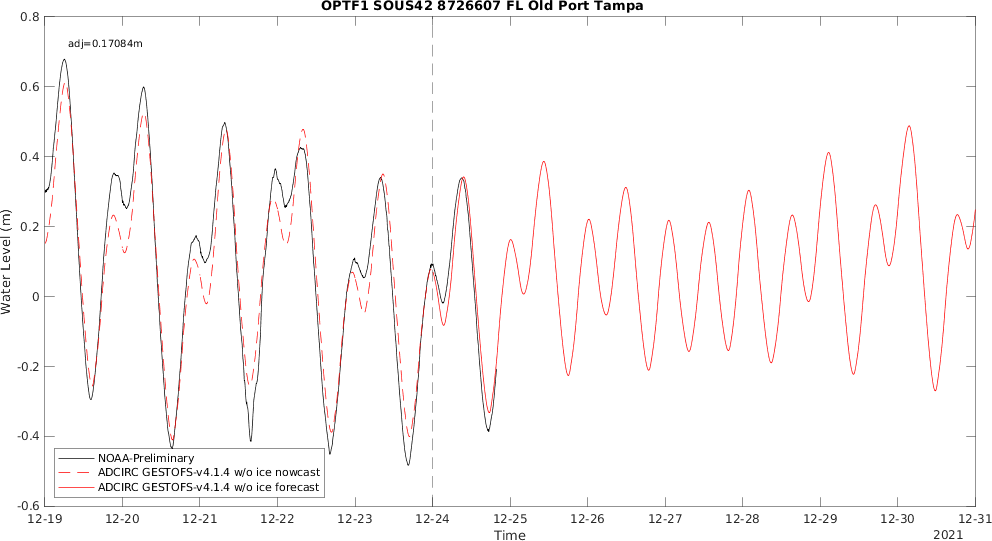 OPTF1 SOUS42 8726607 FL Old Port Tampa
adj=0.17084m
0.8
0.6
0.4
0.2
0
-0.2
-0.4
-0.6
Water Level (m)
NOAA-Preliminary
ADCIRC GESTOFS-v4.1.4 w/o ice nowcast
ADCIRC GESTOFS-v4.1.4 w/o ice forecast
12-19 12-20 12-21 12-22 12-23 12-24 12-25 12-26 12-27 12-28 12-29 12-30 12-31
Time
2021